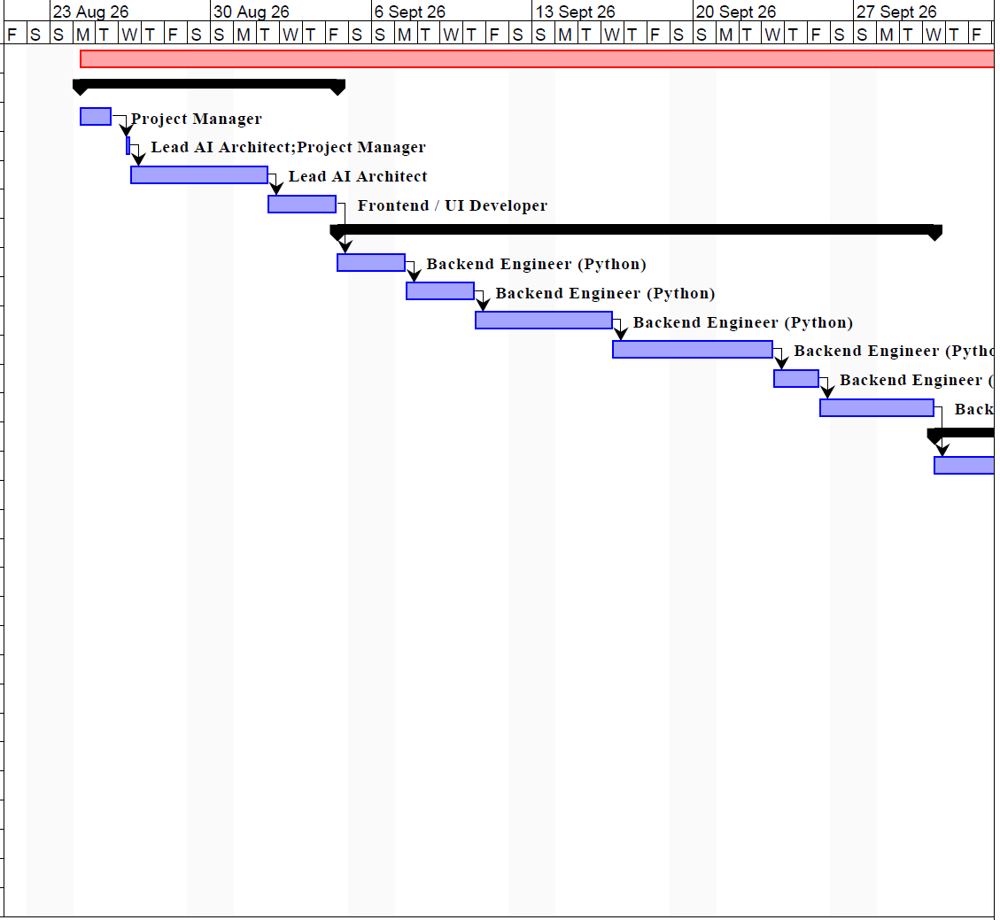 23 Aug 26 30 Aug 26 6 Sept 26 13 Sept 26 20 Sept 26 27 Sept 26
F S S M T W T F S S M T W T F S S M T W T F S S M T W T F S S M T W T F S S M T W T F
Project Manager
Lead AI Architect;Project Manager
Lead AI Architect
Frontend / UI Developer
Backend Engineer (Python)
Backend Engineer (Python)
Backend Engineer (Python)
Backend Engineer (Pytho
Backend Engineer (
Back